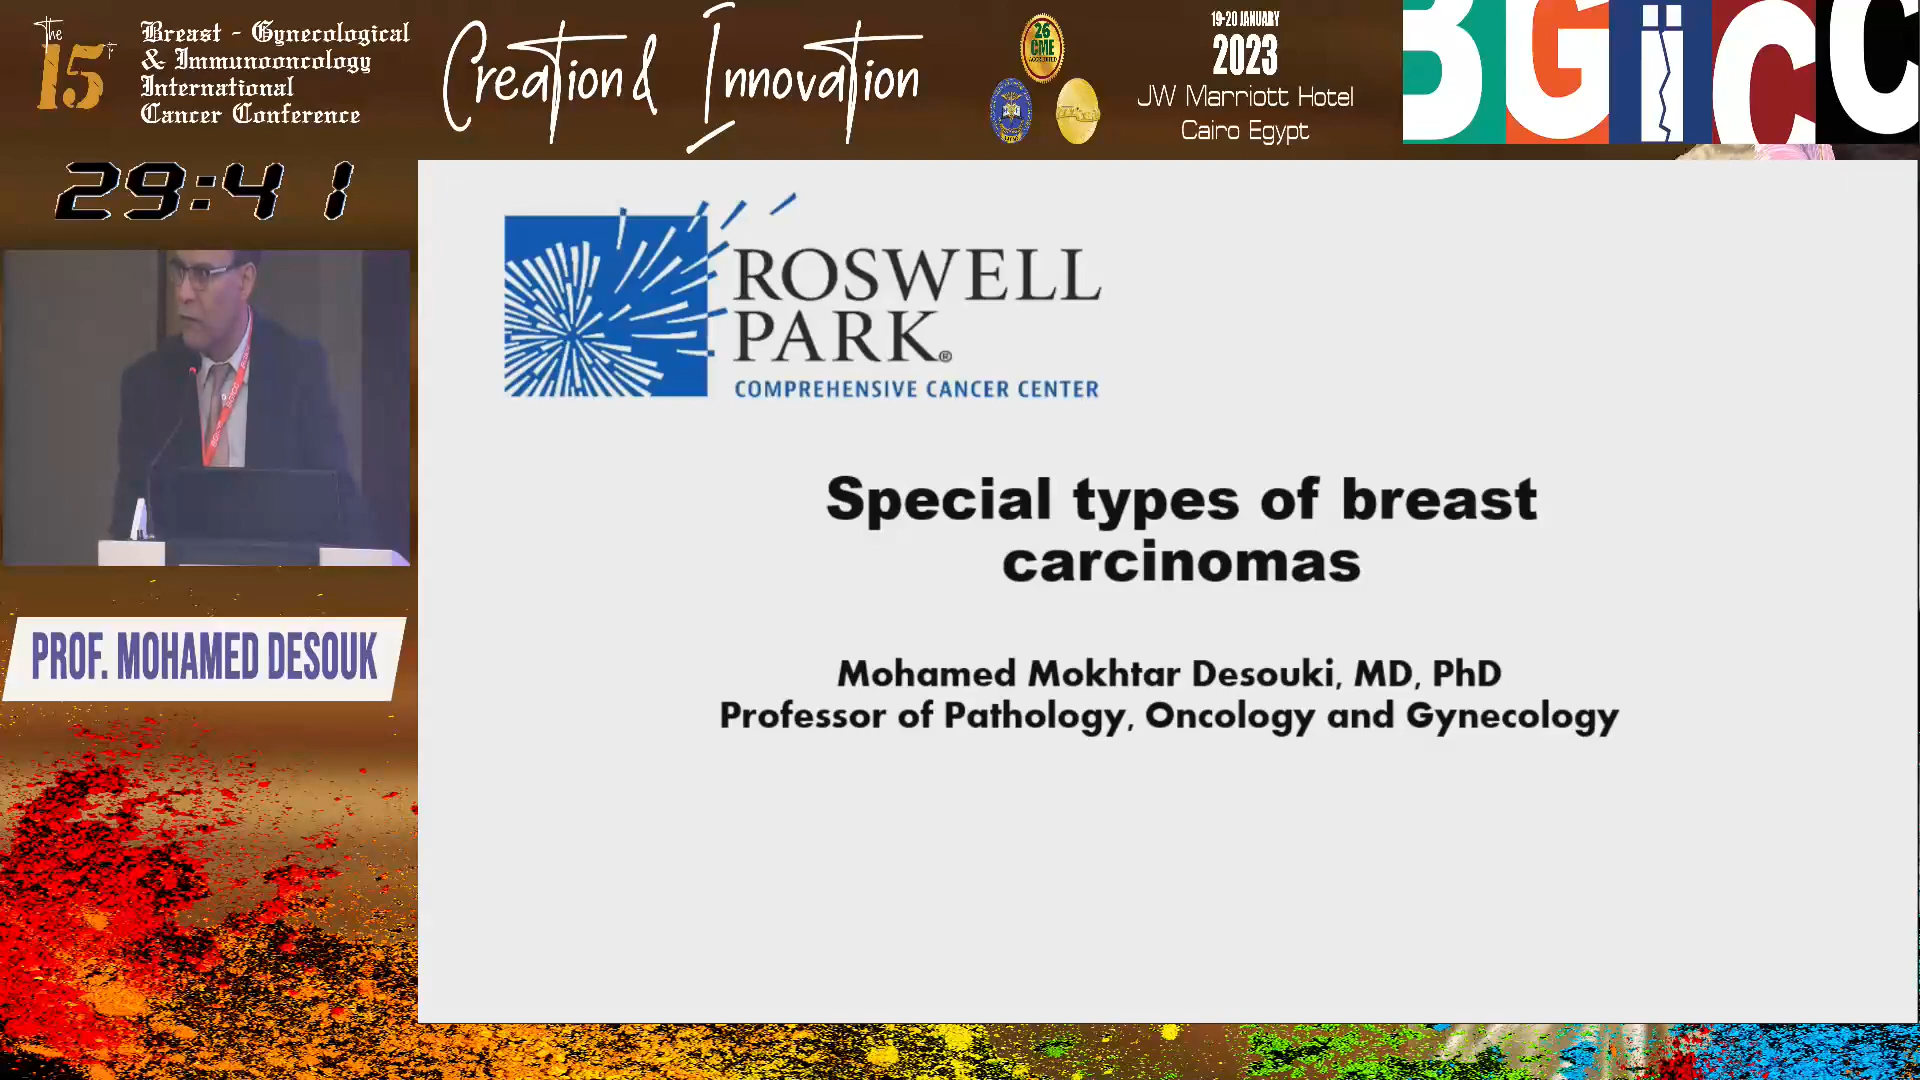 The
15
Breast - Gynecological
& Immunooncology
International
Cancer Conference
Creation & Innovation
26
CME
ACCREDITED
19-20 JANUARY
2023
JW Marriott Hotel
Cairo Egypt
BGiCC
29:41
ROSWELL
PARK®
COMPREHENSIVE CANCER CENTER
Special types of breast
carcinomas
Mohamed Mokhtar Desouki, MD, PhD
Professor of Pathology, Oncology and Gynecology
PROF. MOHAMED DESOUK